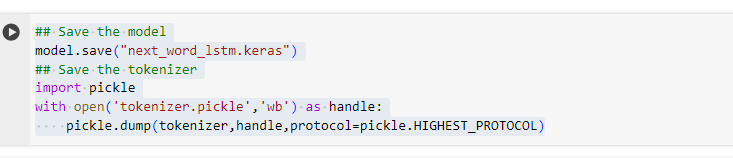 ## Save the model
model.save("next_word_lstm.keras")
## Save the tokenizer
import pickle
with open('tokenizer.pickle','wb') as handle:
    pickle.dump(tokenizer,handle,protocol=pickle.HIGHEST_PROTOCOL)